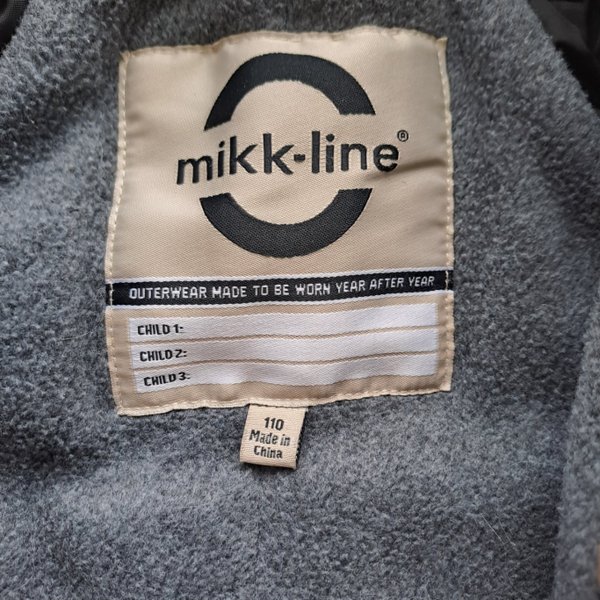 mikk-line®
OUTERWEAR MADE TO BE WORN YEAR AFTER YEAR
CHILD 1:
CHILD 2:
CHILD 3:
110
Made in
China